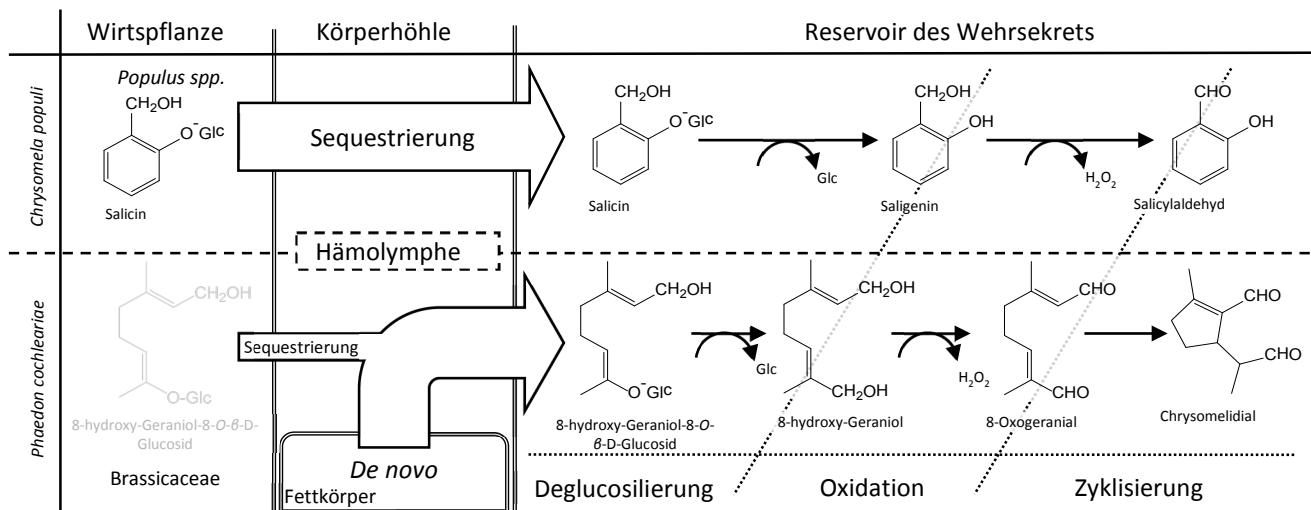 Wirtspflanze
Körperhöhle
Reservoir des Wehrsekrets
Chrysomela populi
Populus spp.
CH2OH
O-Glc
Salicin
Sequestrierung
CH2OH
O-Glc
Salicin
Glc
CH2OH
OH
Saligenin
H2O2
CHO
OH
Salicylaldehyd
Hämolymphe
Phaedon cochleariae
CH2OH
O-Glc
8-hydroxy-Geraniol-8-O-β-D-
Glucosid
Brassicaceae
Sequestrierung
De novo
Fettkörper
CH2OH
O-Glc
8-hydroxy-Geraniol-8-O-
β-D-Glucosid
Glc
CH2OH
CH2OH
8-hydroxy-Geraniol
H2O2
CHO
CHO
8-Oxogeranial
CHO
CHO
Chrysomelidial
Deglucosilierung
Oxidation
Zyklisierung